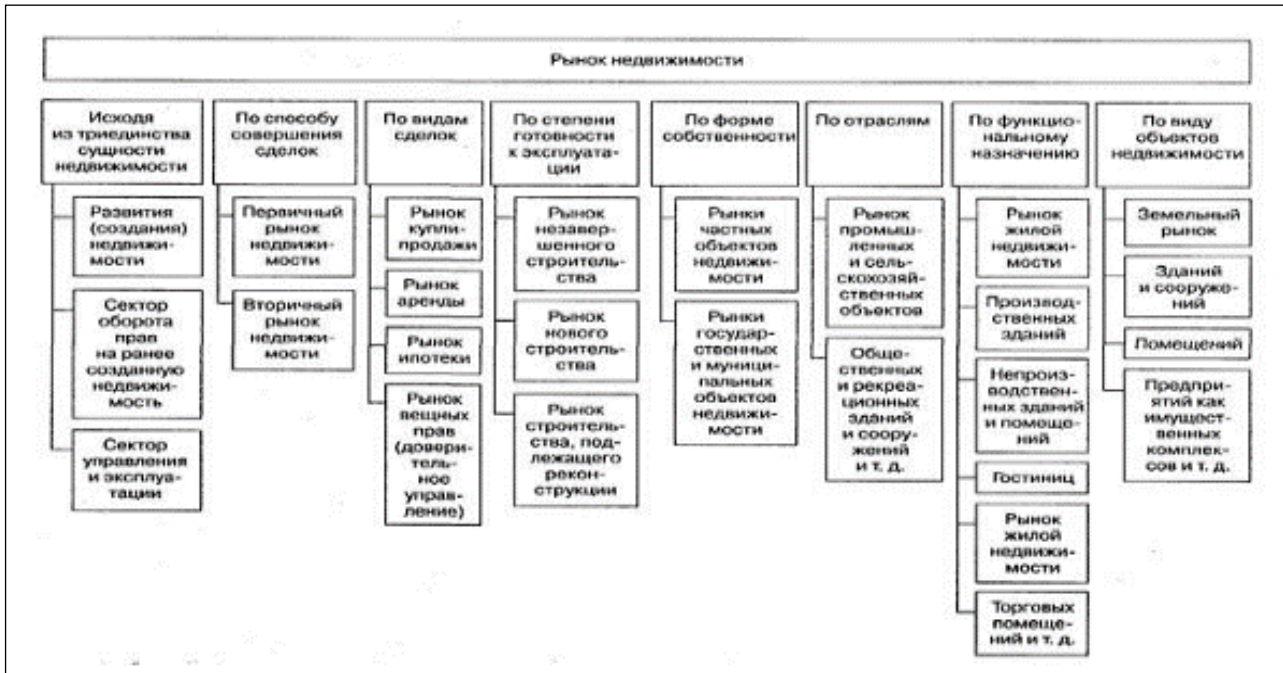 Рынок недвижимости
Исходя
из триединства
сущности
недвижимости
Развития
(создания)
недвижи-
мости
Сектор
оборота
прав
на ранее
созданную
недвижи-
мость
Сектор
управления
и эксплуа-
тации
По способу
совершения
сделок
Первичный
рынок
недвижи-
мости
Вторичный
рынок
недвижи-
мости
По видам
сделок
Рынок
купли-
продажи
Рынок
аренды
Рынок
ипотеки
Рынок
вещных
прав
(довери-
тель-
ное
управ-
ление)
По степени
готовности
к эксплуата-
ции
Рынок
незавер-
шенного
строитель-
ства
Рынок
нового
строитель-
ства
Рынок
строитель-
ства, под-
лежащего
рекон-
струкции
По форме
собственности
Рынки
частных
объектов
недвижи-
мости
Рынки
государ-
ственных
и муници-
пальных
объектов
недвижи-
мости
По отраслям
Рынок
промыш-
ленных
и сель-
скохозяй-
ственных
объектов
Обще-
ственных
и рекреа-
ционных
зданий
и соору-
жений
и т. д.
По функцио-
нальному
назначению
Рынок
жилой
недвижи-
мости
Производ-
ственных
зданий
Непроиз-
водствен-
ных зданий
и помеще-
ний
Гостиниц
Рынок
жилой
недвижи-
мости
Торговых
помеще-
ний и т. д.
По виду
объектов
недвижимости
Земельный
рынок
Зданий
и сооруже-
ний
Помещений
Предпри-
ятий как
имущест-
венных
комплек-
сов и т. д.